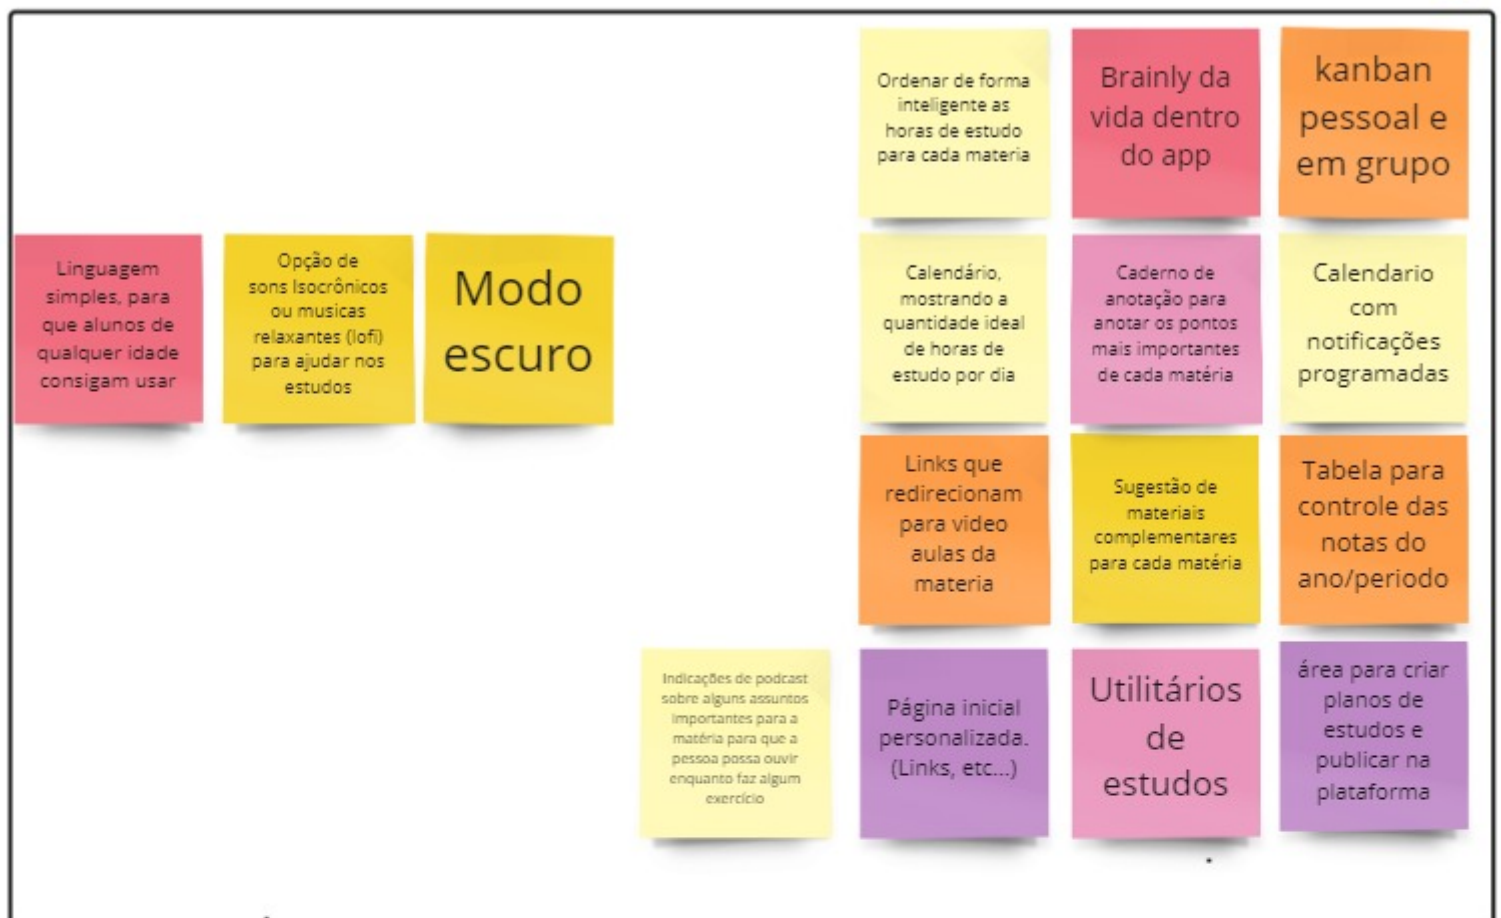 Ordenar de forma
inteligente as
horas de estudo
para cada materia
Brainly da
vida dentro
do app
kanban
pessoal e
em grupo
Linguagem
simples, para
que alunos de
qualquer idade
consigam usar
Opção de
sons Isocrônicos
ou musicas
relaxantes (lofi)
para ajudar nos
estudos
Modo
escuro
Calendário,
mostrando a
quantidade ideal
de horas de
estudo por dia
Caderno de
anotação para
anotar os pontos
mais importantes
de cada matéria
Calendario
com
notificações
programadas
Links que
redirecionam
para video
aulas da
materia
Sugestão de
materiais
complementares
para cada matéria
Tabela para
controle das
notas do
ano/periodo
Indicações de podcast
sobre alguns assuntos
importantes para a
matéria para que a
pessoa possa ouvir
enquanto faz algum
exercício
Página inicial
personalizada.
(Links, etc...)
Utilitários
de
estudos
área para criar
planos de
estudos e
publicar na
plataforma